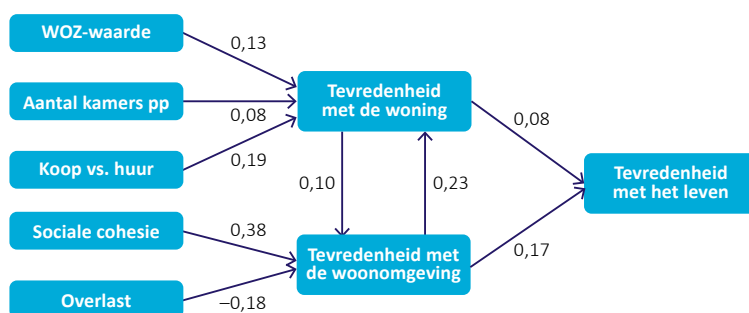 WOZ-waarde
0,13
Aantal kamers pp
0,08
Koop vs. huur
0,19
Tevredenheid
met de woning
0,08
0,10
0,23
Tevredenheid
met het leven
Sociale cohesie
0,38
Tevredenheid met
de woonomgeving
0,17
Overlast
–0,18